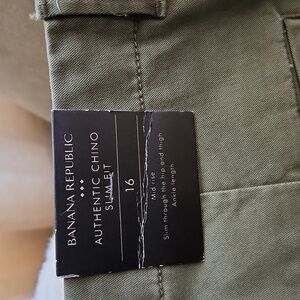 BANANA REPUBLIC
AUTHENTIC CHINO
SLIM FIT
16
Mid rise
Slim through the hip and thigh
Ankle length